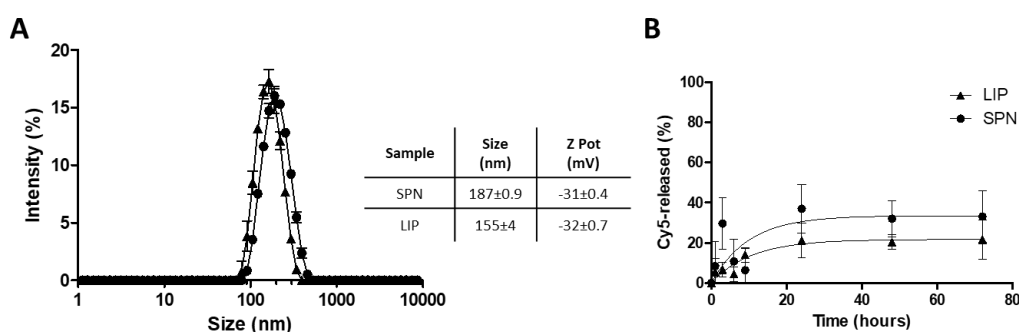 A
Intensity (%)
20
15
10
5
0
1
10
100
1000
10000
Size (nm)
Sample
Size
(nm)
Z Pot
(mV)
SPN
187±0.9
-31±0.4
LIP
155±4
-32±0.7
B
Cy5-released (%)
100
80
60
40
20
0
0
20
40
60
80
Time (hours)
LIP
SPN